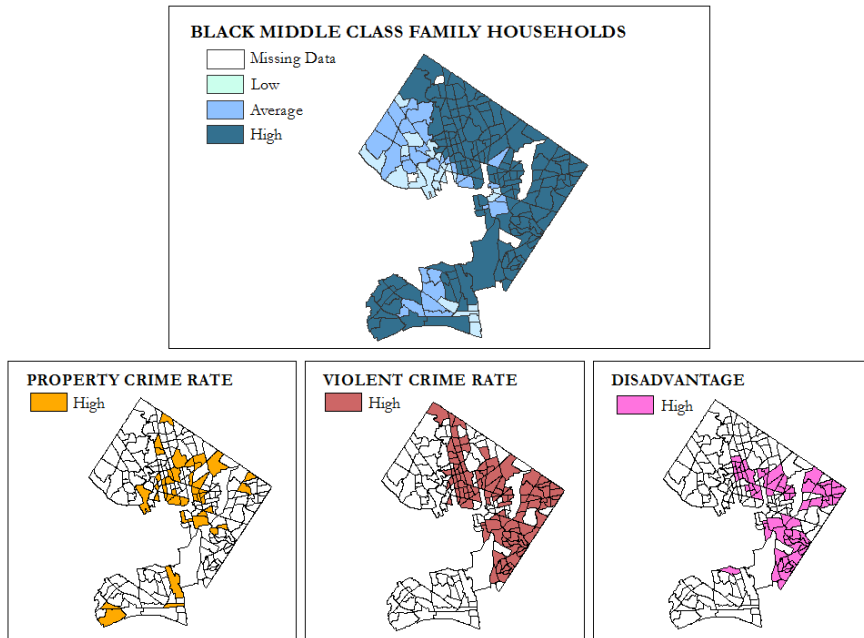 BLACK MIDDLE CLASS FAMILY HOUSEHOLDS
Missing Data
Low
Average
High
PROPERTY CRIME RATE
High
VIOLENT CRIME RATE
High
DISADVANTAGE
High